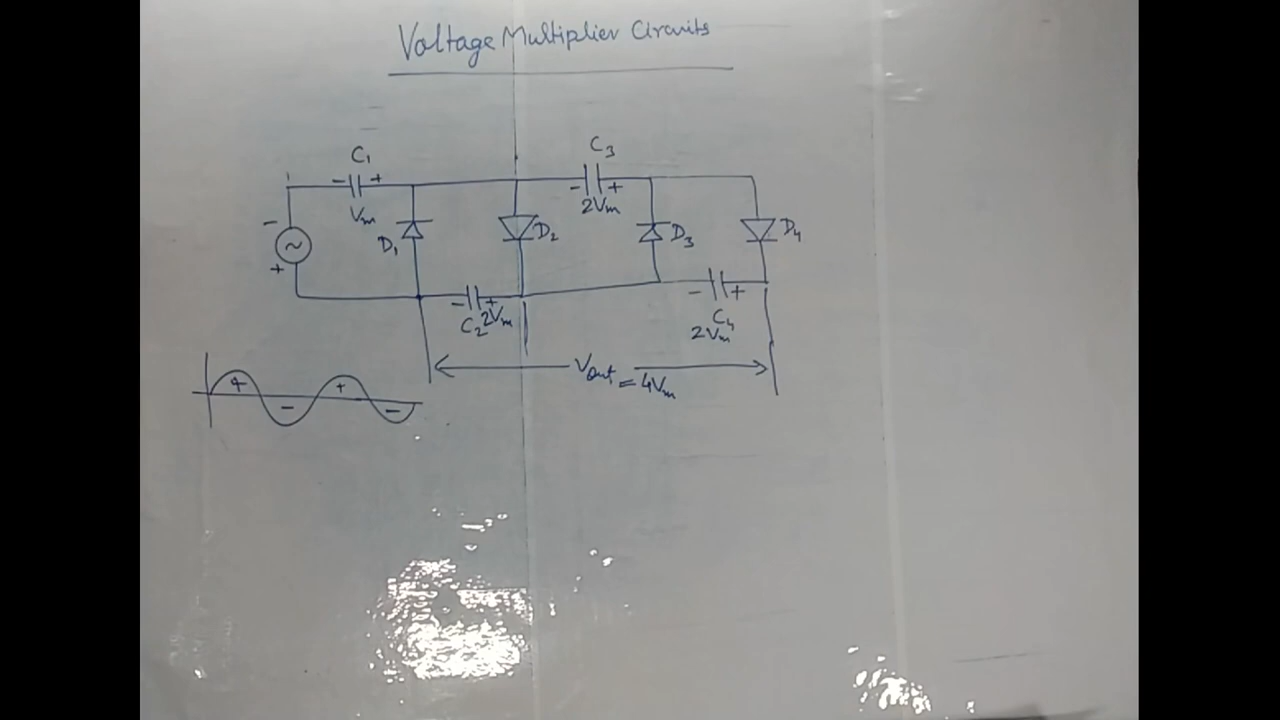 Voltage Multiplier Circuits
C3
C1
- +
- +
2Vm
-
Vm
D1
D2
D3
D4
~
+
- +
2Vm
C2
- +
C4
2Vm
Vout = 4Vm
+ - + -